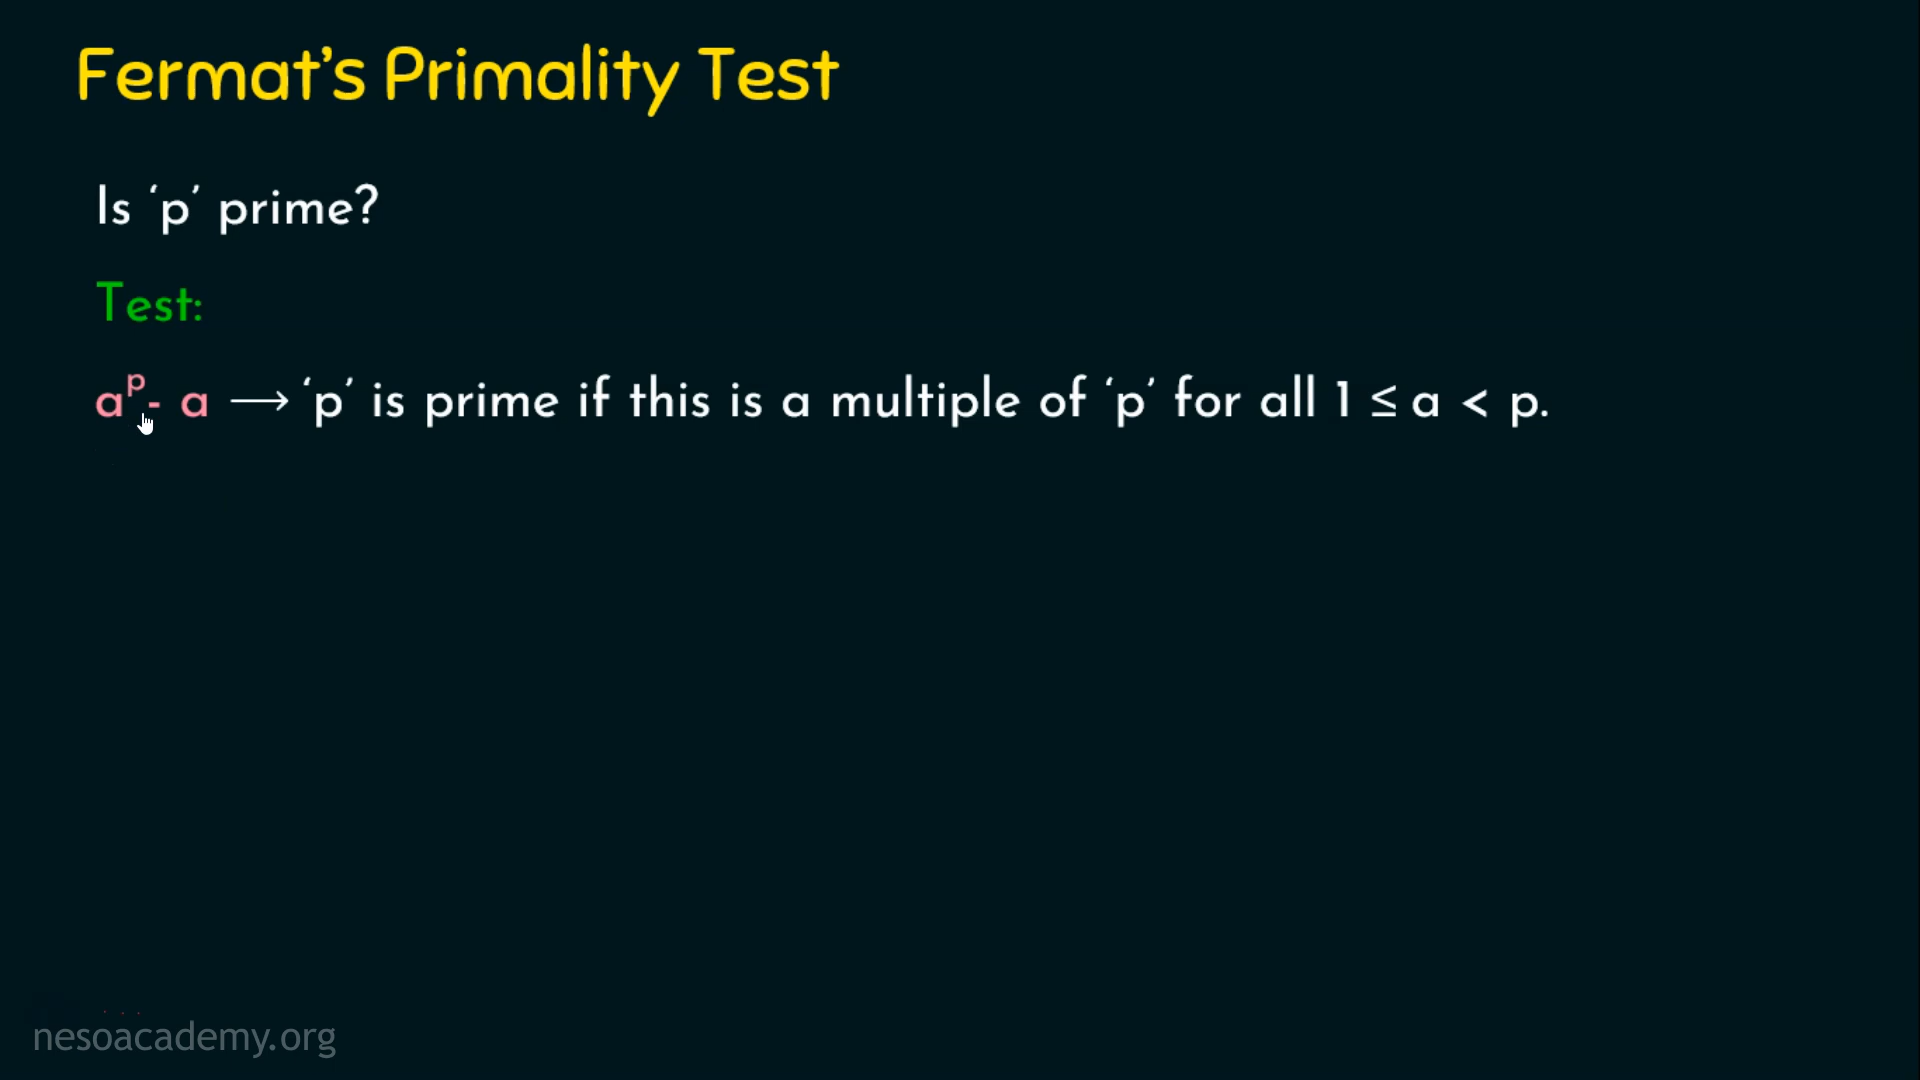 Fermat’s Primality Test
Is ‘p’ prime?
Test:
aᵖ- a ⟶ ‘p’ is prime if this is a multiple of ‘p’ for all 1 ≤ a < p.
nesoacademy.org